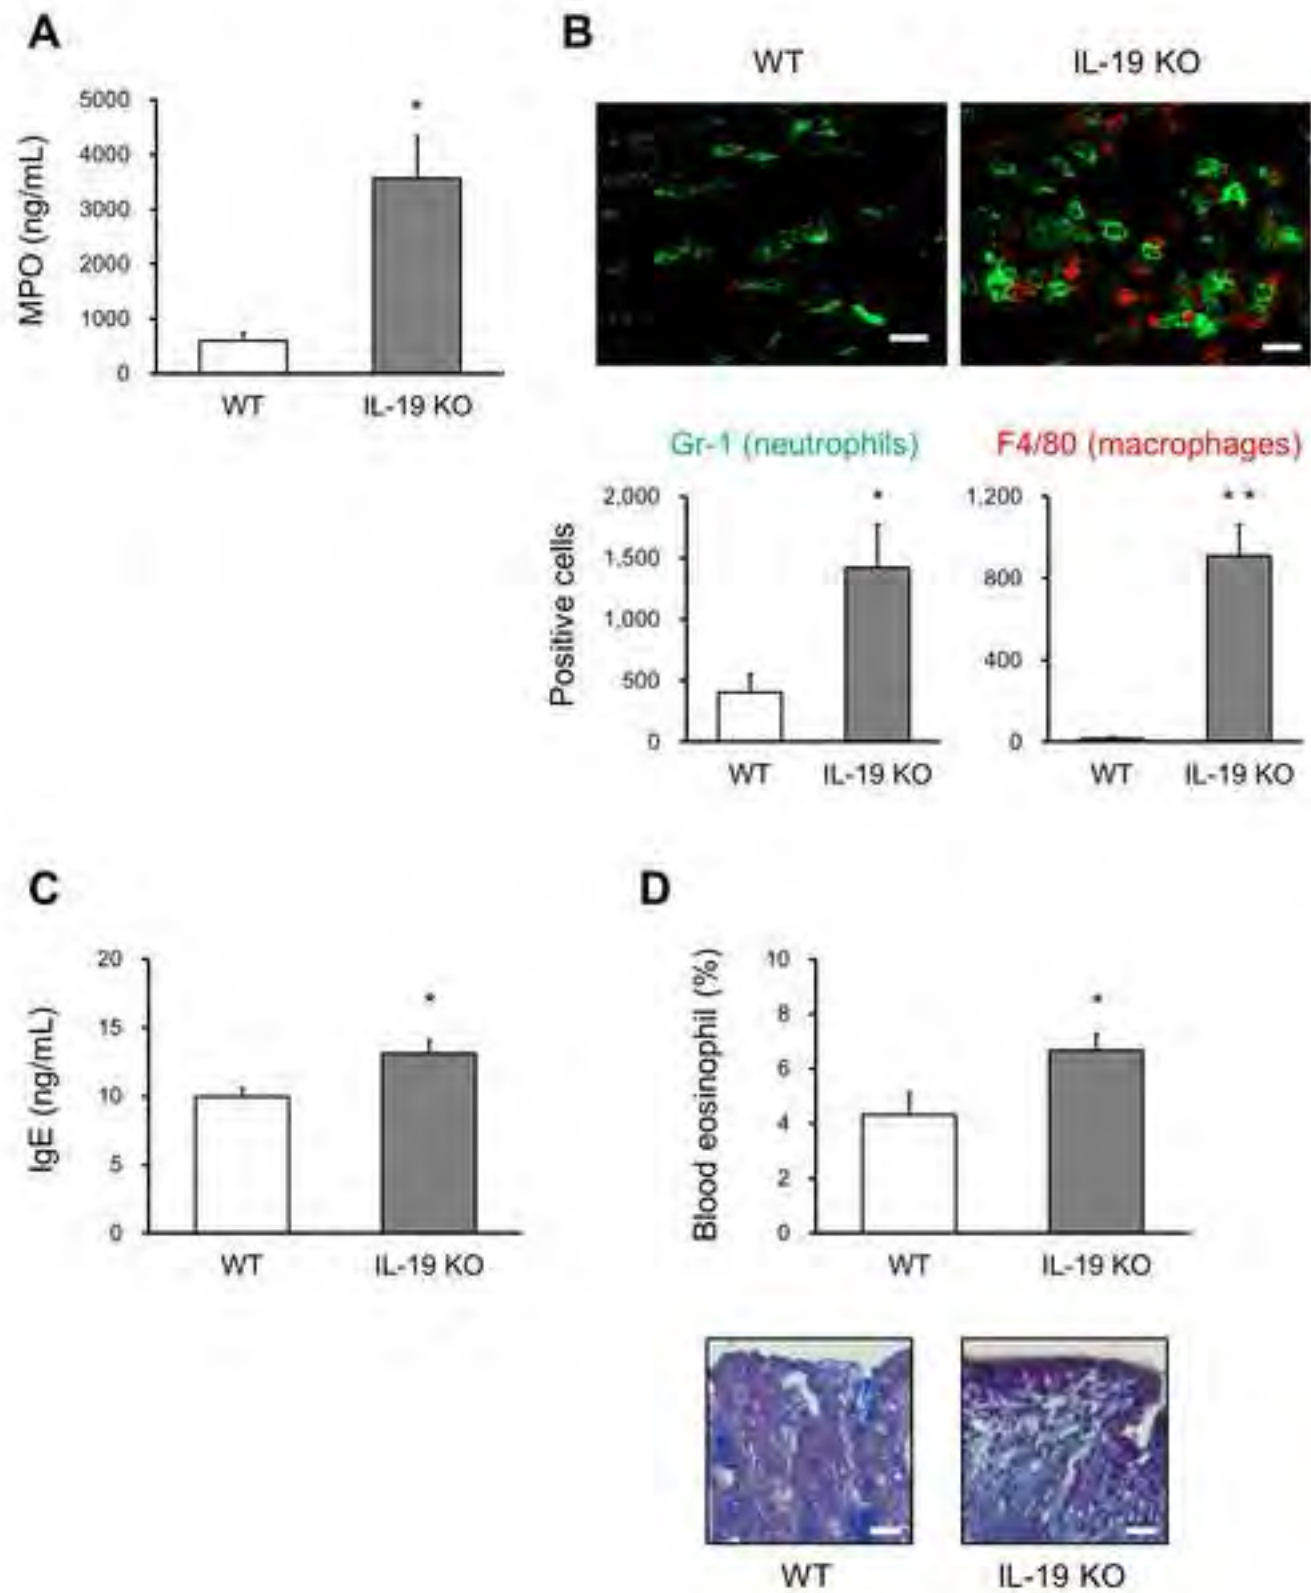 A
MPO (ng/mL)
5000
4000
3000
2000
1000
0
*
WT IL-19 KO
B
WT IL-19 KO
Gr-1 (neutrophils) F4/80 (macrophages)
Positive cells
2,000
1,500
1,000
500
0
*
WT IL-19 KO
1,200
800
400
0
**
WT IL-19 KO
C
IgE (ng/mL)
20
15
10
5
0
*
WT IL-19 KO
D
Blood eosinophil (%)
10
8
6
4
2
0
*
WT IL-19 KO
WT IL-19 KO